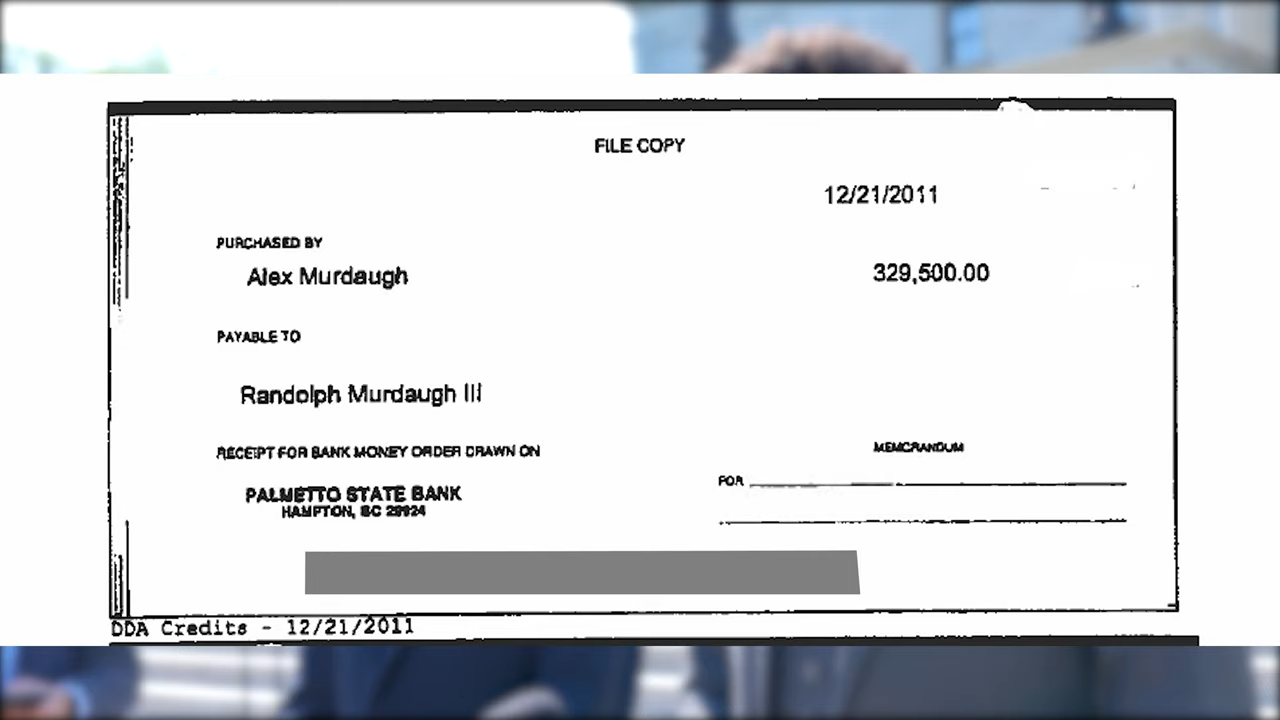 FILE COPY
12/21/2011
PURCHASED BY
Alex Murdaugh
329,500.00
PAYABLE TO
Randolph Murdaugh III
RECEIPT FOR BANK MONEY ORDER DRAWN ON
MEMORANDUM
FOR
PALMETTO STATE BANK
HAMPTON, SC 29924
DDA Credits - 12/21/2011